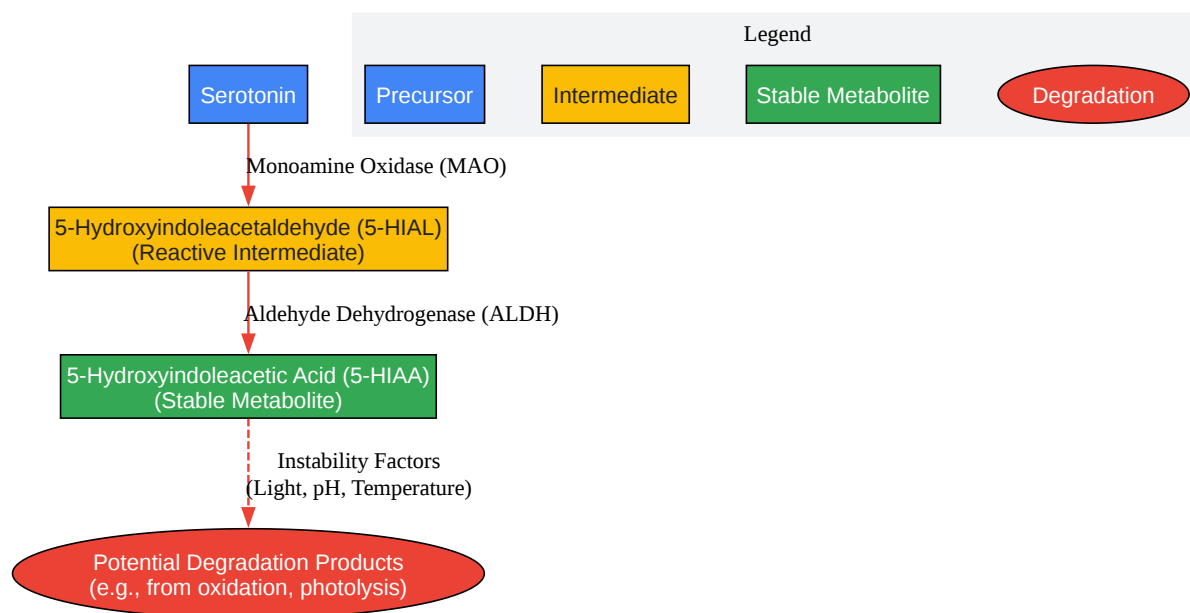 Legend
Serotonin
Precursor
Intermediate
Stable Metabolite
Degradation
Monoamine Oxidase (MAO)
5-Hydroxyindoleacetaldehyde (5-HIAL)
(Reactive Intermediate)
Aldehyde Dehydrogenase (ALDH)
5-Hydroxyindoleacetic Acid (5-HIAA)
(Stable Metabolite)
Instability Factors
(Light, pH, Temperature)
Potential Degradation Products
(e.g., from oxidation, photolysis)